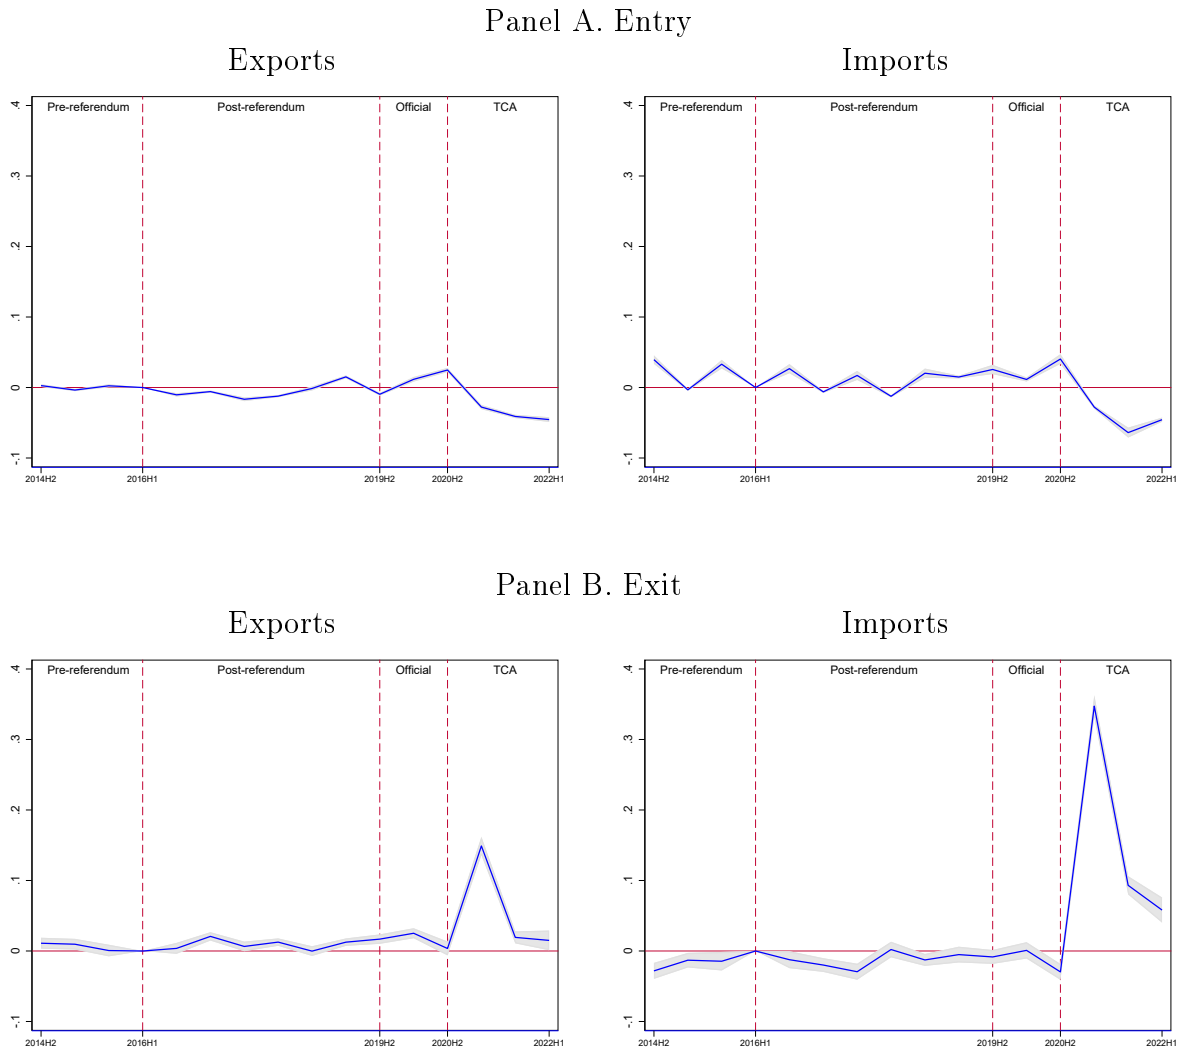 Panel A. Entry
Exports
Imports
Pre-referendum Post-referendum Official TCA
.4
.3
.2
.1
0
-.1
2014H2 2016H1 2019H2 2020H2 2022H1
Pre-referendum Post-referendum Official TCA
.4
.3
.2
.1
0
-.1
2014H2 2016H1 2019H2 2020H2 2022H1
Panel B. Exit
Exports
Imports
Pre-referendum Post-referendum Official TCA
.4
.3
.2
.1
0
-.1
2014H2 2016H1 2019H2 2020H2 2022H1
Pre-referendum Post-referendum Official TCA
.4
.3
.2
.1
0
-.1
2014H2 2016H1 2019H2 2020H2 2022H1